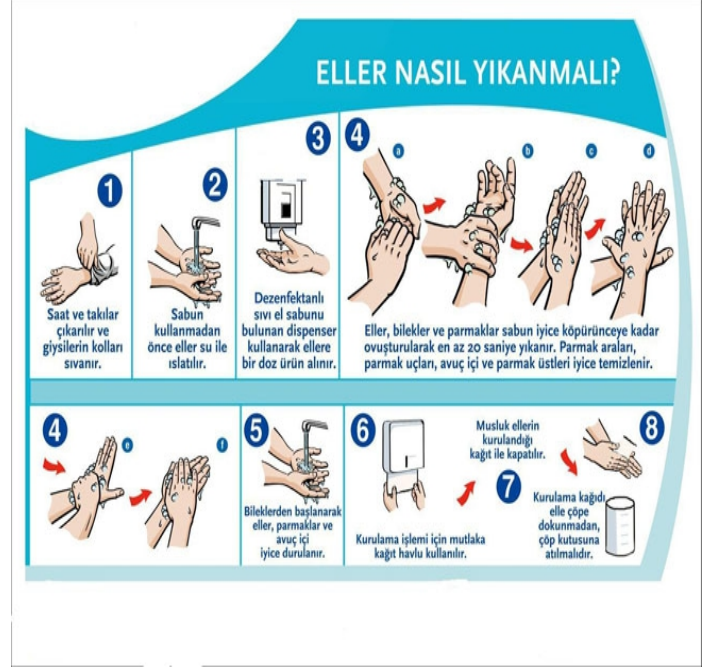 ELLER NASIL YIKANMALI?
1
Saat ve takılar
çıkarılır ve
giysilerin kolları
sıvanır.
2
Sabun
kullanmadan
önce eller su ile
ıslatılır.
3
Dezenfektanlı
sıvı el sabunu
bulunan dispenser
kullanarak ellere
bir doz ürün alınır.
4
a
b
c
d
Eller, bilekler ve parmaklar sabun iyice köpürünceye kadar
ovuşturularak en az 20 saniye yıkanır. Parmak araları,
parmak uçları, avuç içi ve parmak üstleri iyice temizlenir.
4
e
f
5
Bileklerden başlanarak
eller, parmaklar ve
avuç içi
iyice durulanır.
6
Kurulama işlemi için mutlaka
kağıt havlu kullanılır.
Musluk ellerin
kurulandığı
kağıt ile kapatılır.
7
8
Kurulama kağıdı
elle çöpe
dokunmadan,
çöp kutusuna
atılmalıdır.